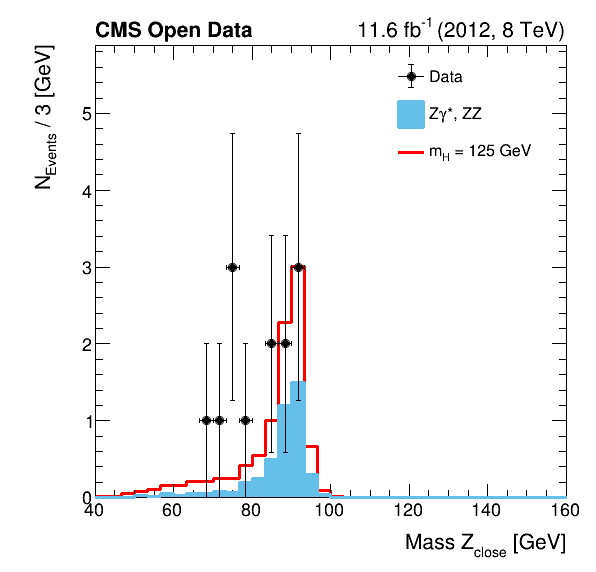 CMS Open Data 11.6 fb⁻¹ (2012, 8 TeV)
N_Events / 3 [GeV]
Data
Zγ*, ZZ
m_H = 125 GeV
5
4
3
2
1
0
40 60 80 100 120 140 160
Mass Z_close [GeV]